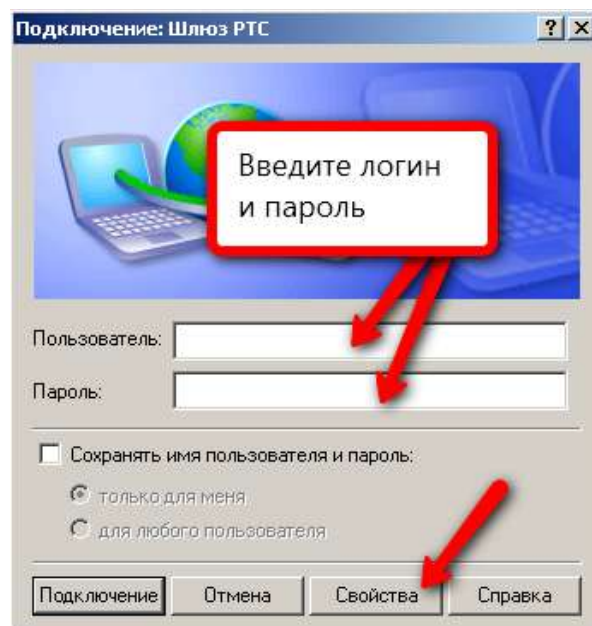 Подключение: Шлюз РТС
Введите логин
и пароль
Пользователь:
Пароль:
Сохранять имя пользователя и пароль:
только для меня
для любого пользователя
Подключение Отмена Свойства Справка